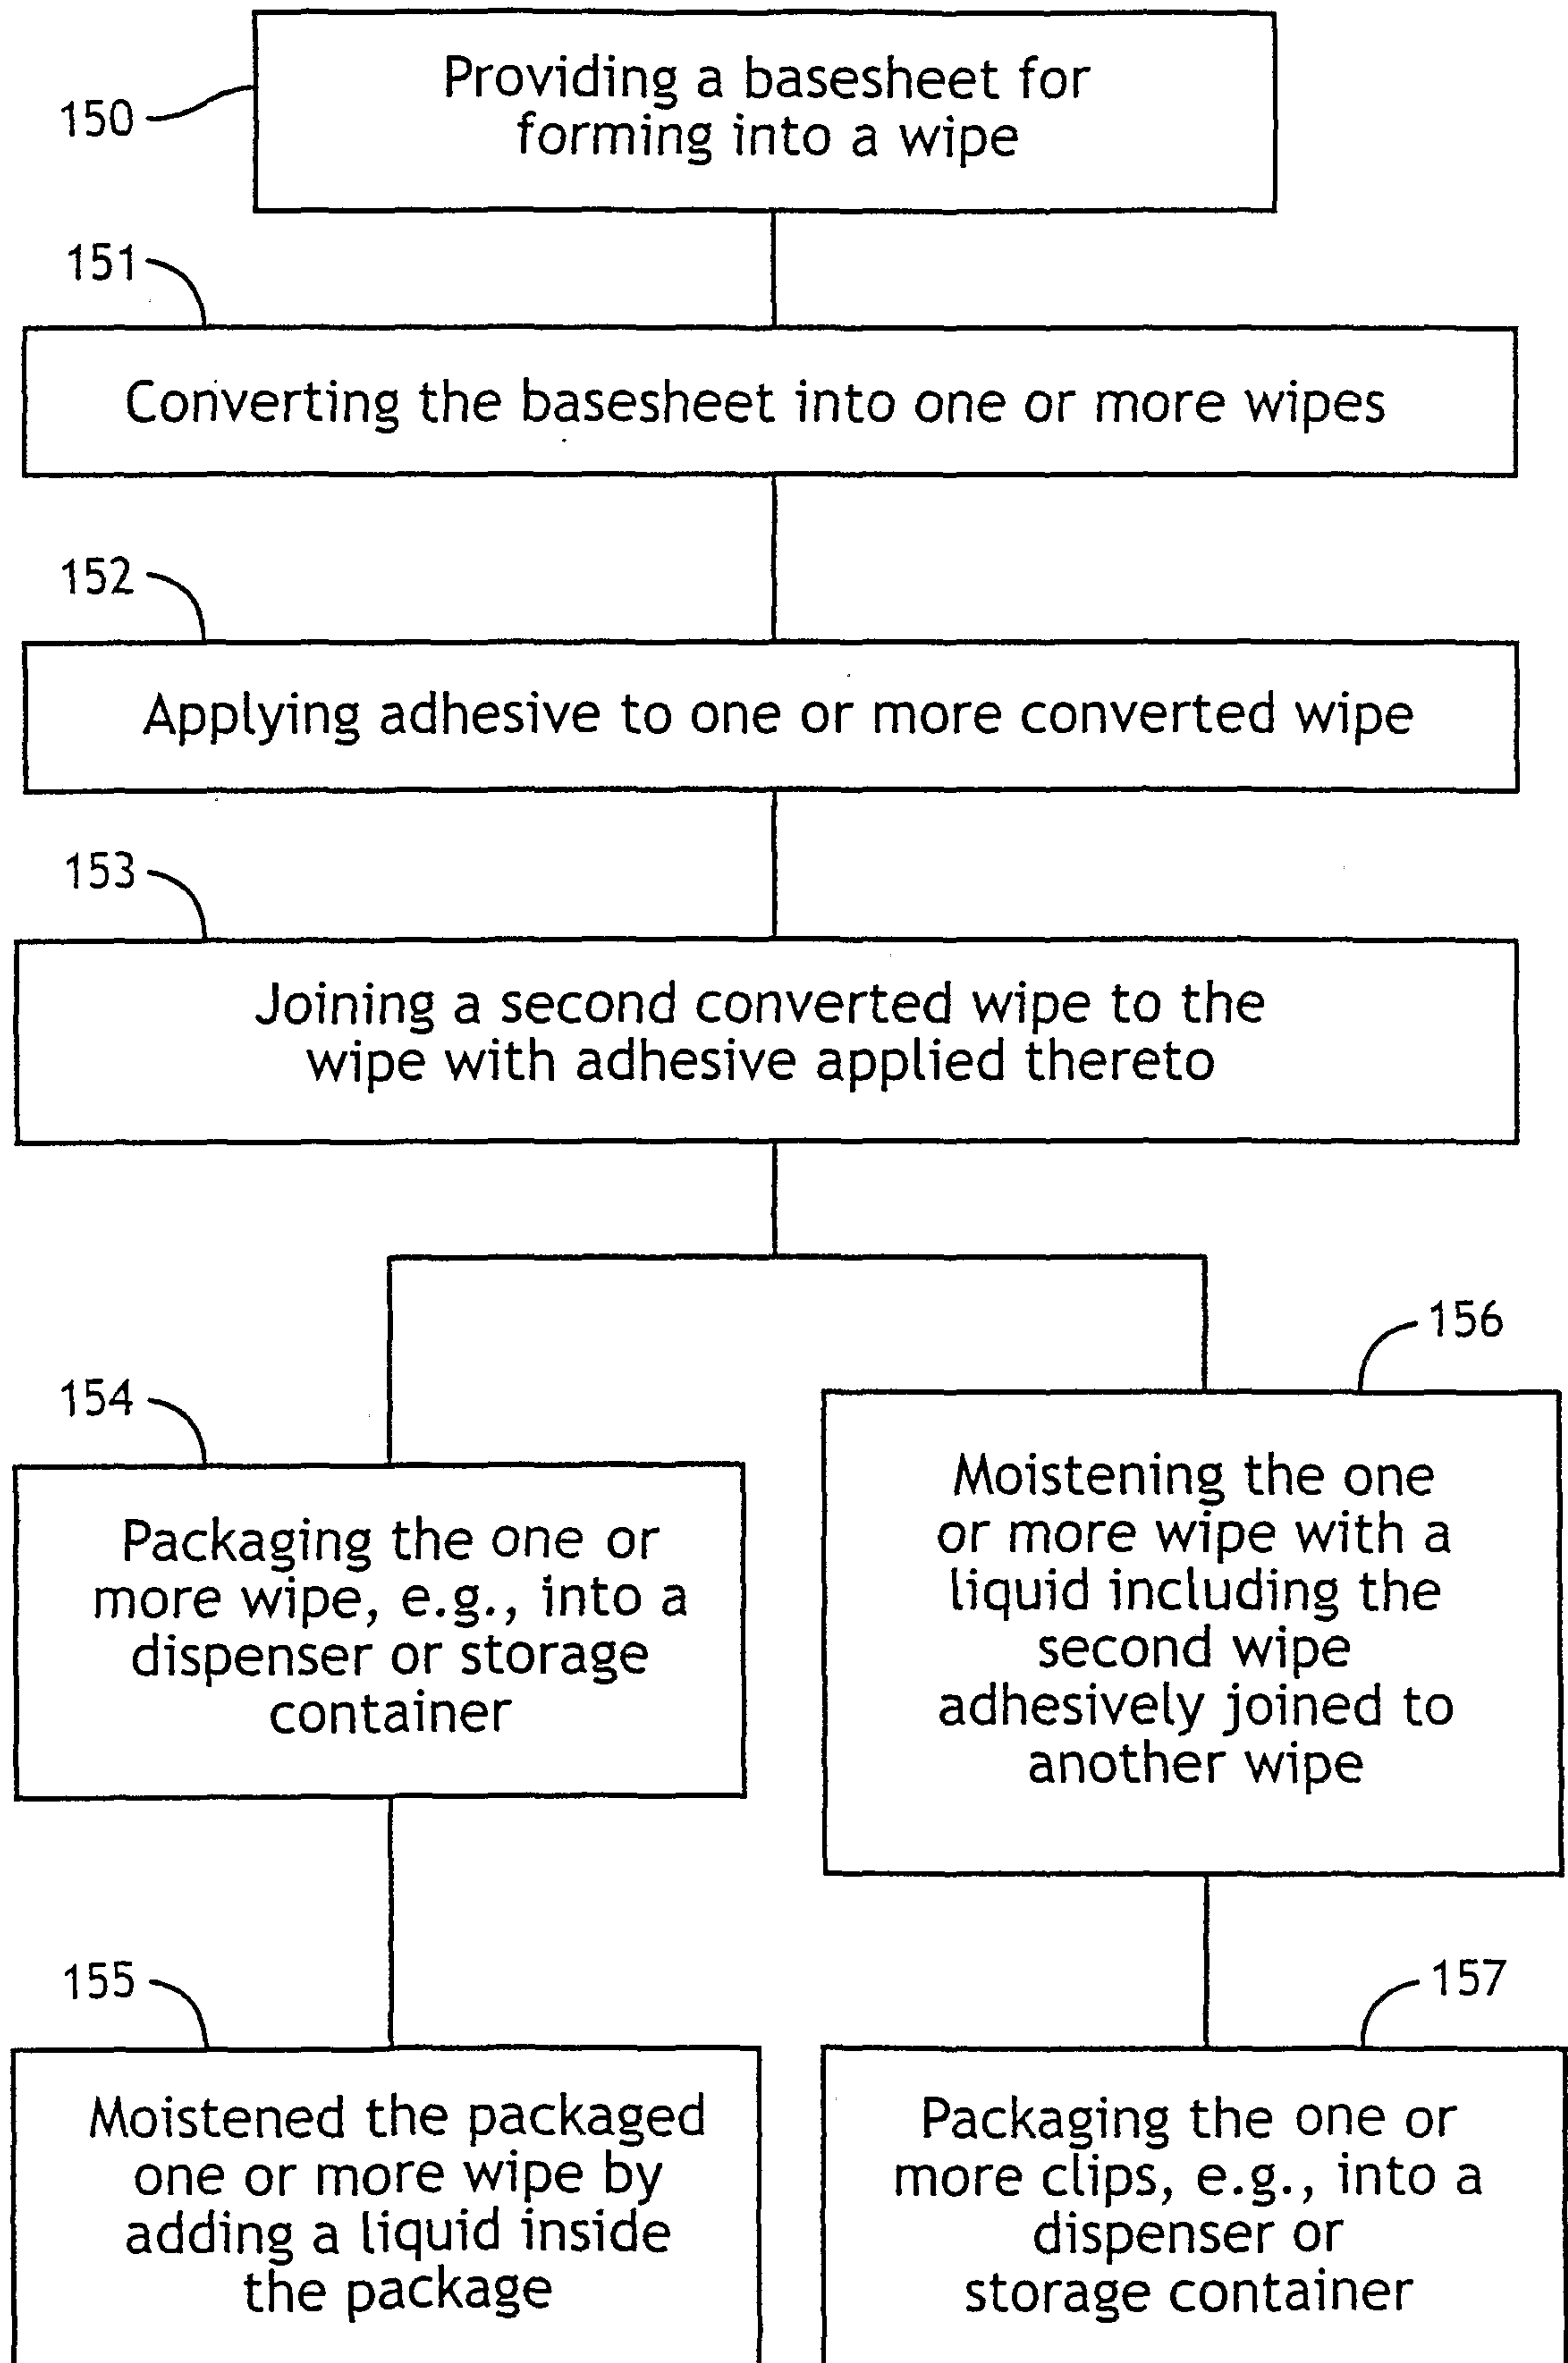 150
Providing a basesheet for
forming into a wipe
151
Converting the basesheet into one or more wipes
152
Applying adhesive to one or more converted wipe
153
Joining a second converted wipe to the
wipe with adhesive applied thereto
154
Packaging the one or
more wipe, e.g., into a
dispenser or storage
container
156
Moistening the one
or more wipe with a
liquid including the
second wipe
adhesively joined to
another wipe
155
Moistened the packaged
one or more wipe by
adding a liquid inside
the package
157
Packaging the one or
more clips, e.g., into a
dispenser or
storage container